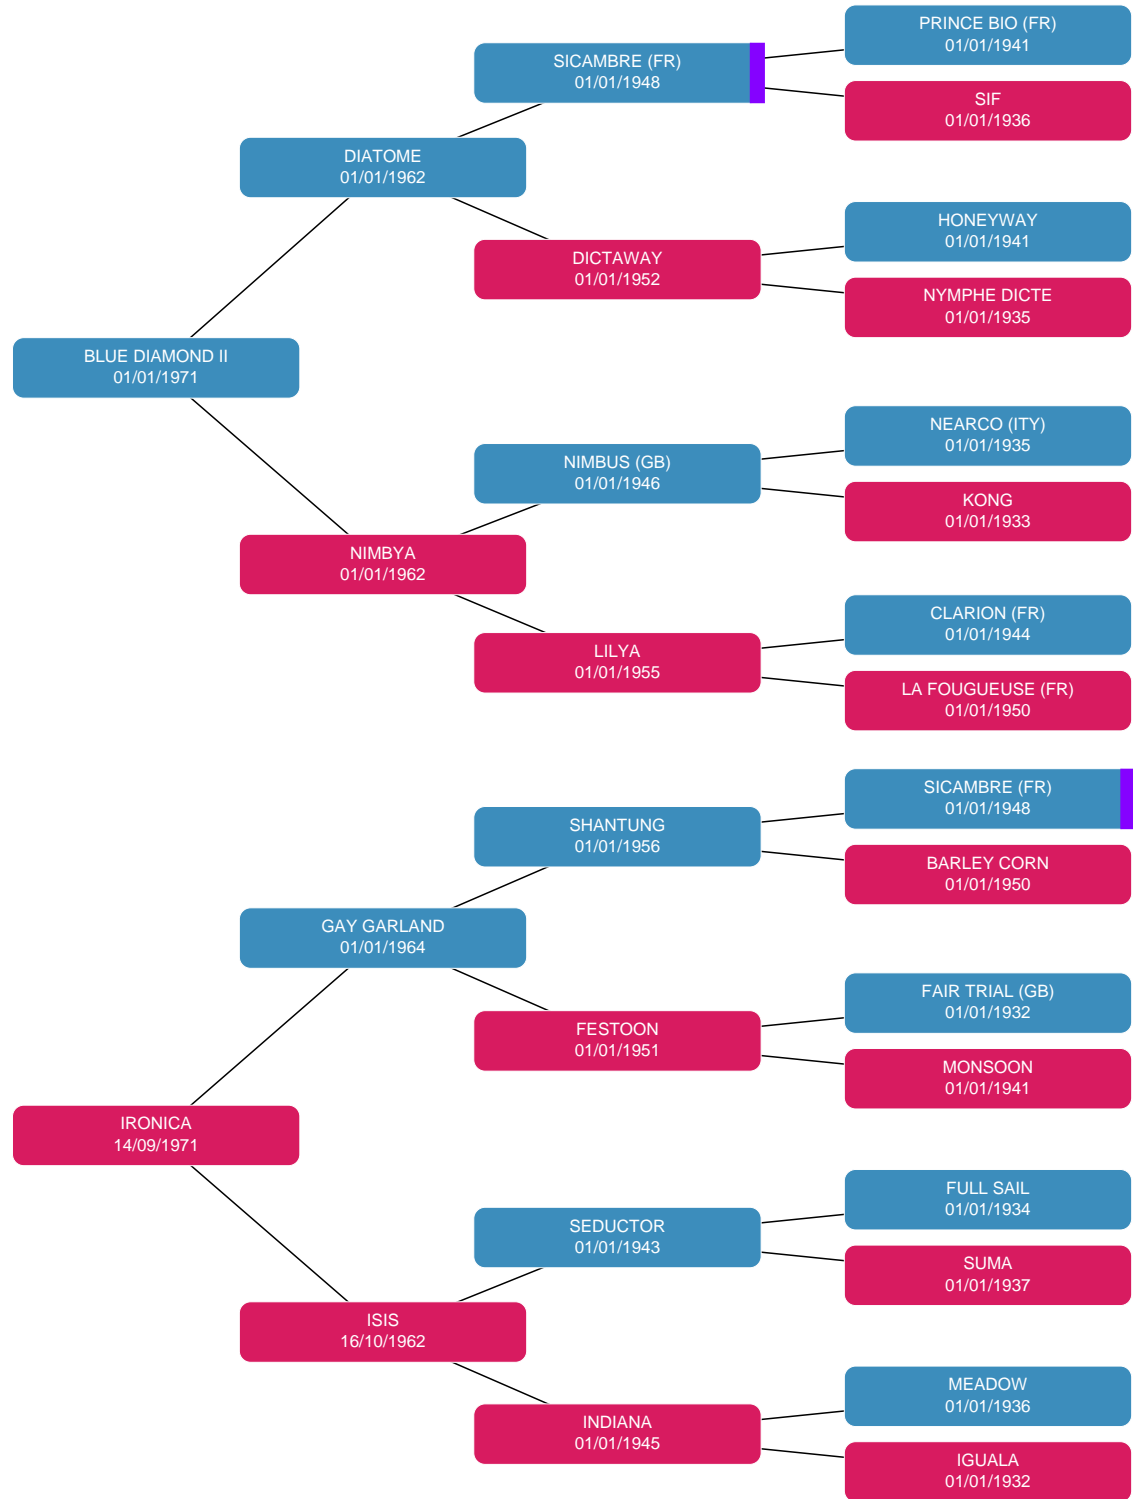 PRINCE BIO (FR)
01/01/1941
SICAMBRE (FR)
01/01/1948
SIF
01/01/1936
DIATOME
01/01/1962
HONEYWAY
01/01/1941
DICTAWAY
01/01/1952
NYMPHE DICTE
01/01/1935
BLUE DIAMOND II
01/01/1971
NEARCO (ITY)
01/01/1935
NIMBUS (GB)
01/01/1946
KONG
01/01/1933
NIMBYA
01/01/1962
CLARION (FR)
01/01/1944
LILYA
01/01/1955
LA FOUGUEUSE (FR)
01/01/1950
SICAMBRE (FR)
01/01/1948
SHANTUNG
01/01/1956
BARLEY CORN
01/01/1950
GAY GARLAND
01/01/1964
FAIR TRIAL (GB)
01/01/1932
FESTOON
01/01/1951
MONSOON
01/01/1941
IRONICA
14/09/1971
FULL SAIL
01/01/1934
SEDUCTOR
01/01/1943
SUMA
01/01/1937
ISIS
16/10/1962
MEADOW
01/01/1936
INDIANA
01/01/1945
IGUALA
01/01/1932